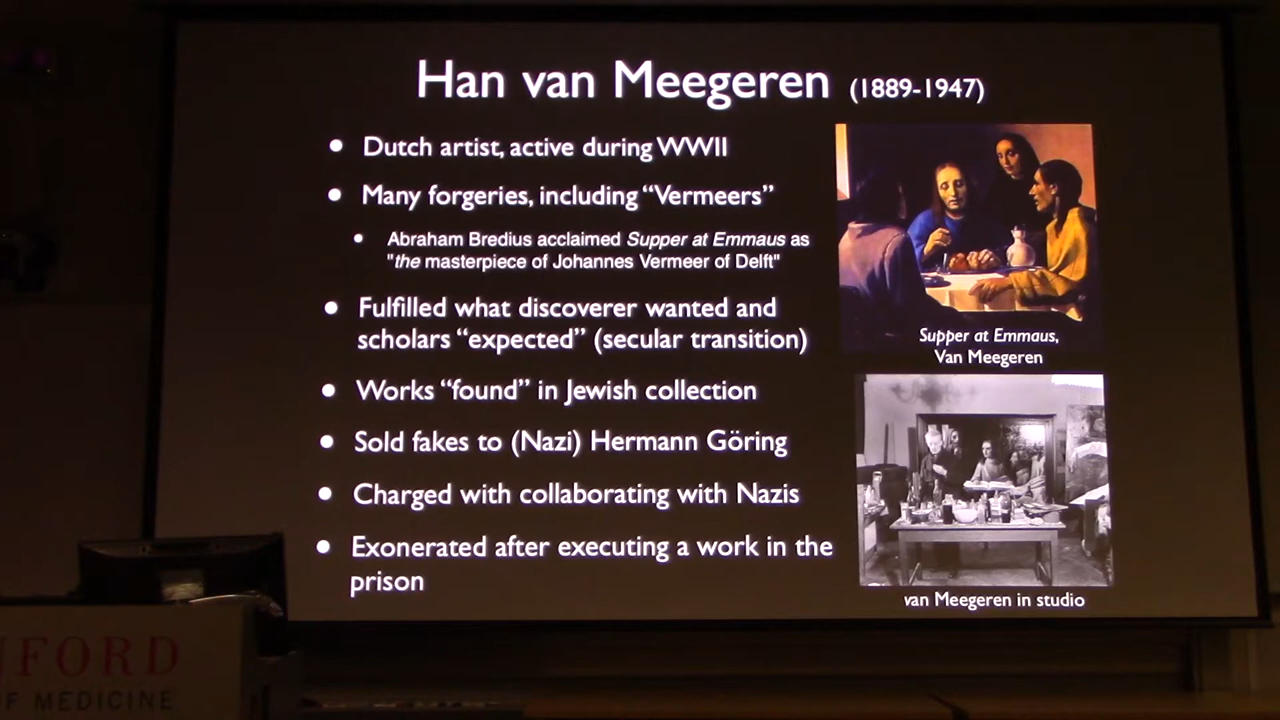 Han van Meegeren (1889-1947)
• Dutch artist, active during WWII
• Many forgeries, including “Vermeers”
• Abraham Bredius acclaimed Supper at Emmaus as
"the masterpiece of Johannes Vermeer of Delft"
• Fulfilled what discoverer wanted and
scholars “expected” (secular transition)
• Works “found” in Jewish collection
• Sold fakes to (Nazi) Hermann Göring
• Charged with collaborating with Nazis
• Exonerated after executing a work in the
prison
Supper at Emmaus,
Van Meegeren
van Meegeren in studio
NFORD
OF MEDICINE